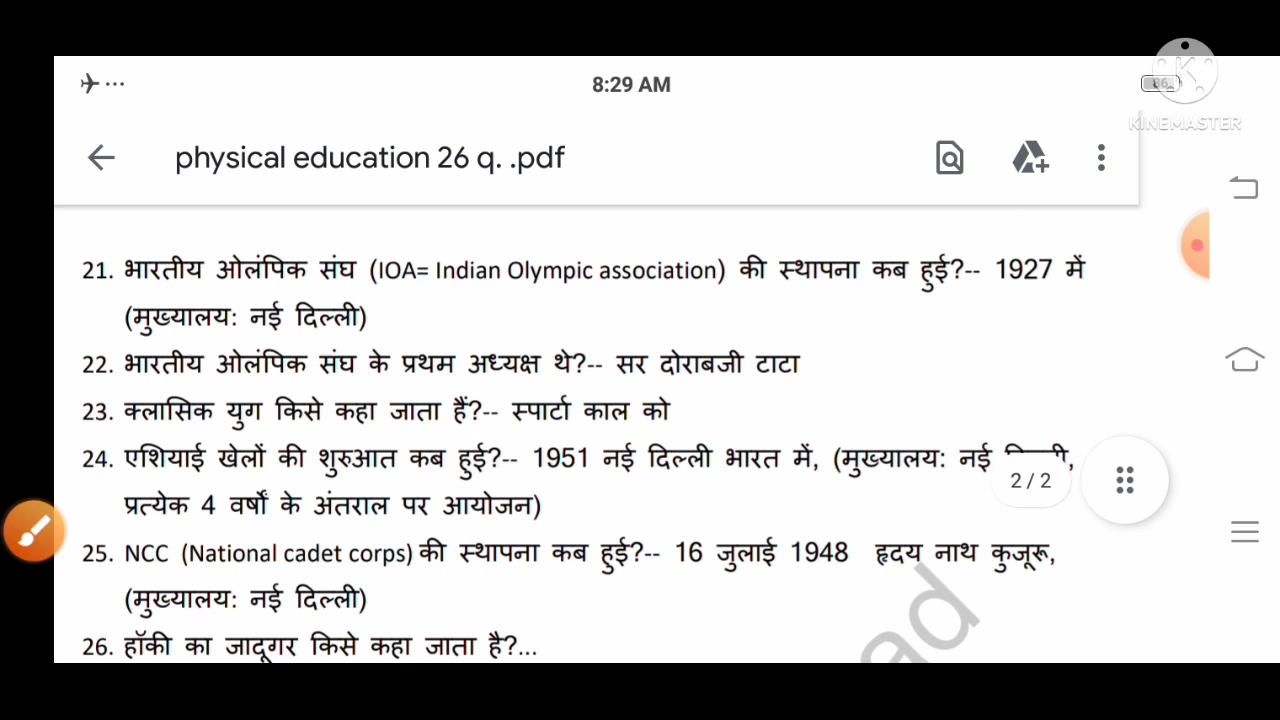 8:29 AM
86
KINEMASTER
physical education 26 q. .pdf
21. भारतीय ओलंपिक संघ (IOA= Indian Olympic association) की स्थापना कब हुई?-- 1927 में
(मुख्यालय: नई दिल्ली)
22. भारतीय ओलंपिक संघ के प्रथम अध्यक्ष थे?-- सर दोराबजी टाटा
23. क्लासिक युग किसे कहा जाता हैं?-- स्पार्टा काल को
24. एशियाई खेलों की शुरुआत कब हुई?-- 1951 नई दिल्ली भारत में, (मुख्यालय: नई
2 / 2
प्रत्येक 4 वर्षों के अंतराल पर आयोजन)
25. NCC (National cadet corps) की स्थापना कब हुई?-- 16 जुलाई 1948 हृदय नाथ कुजूरू,
(मुख्यालय: नई दिल्ली)
26. हॉकी का जादूगर किसे कहा जाता है?...
ad